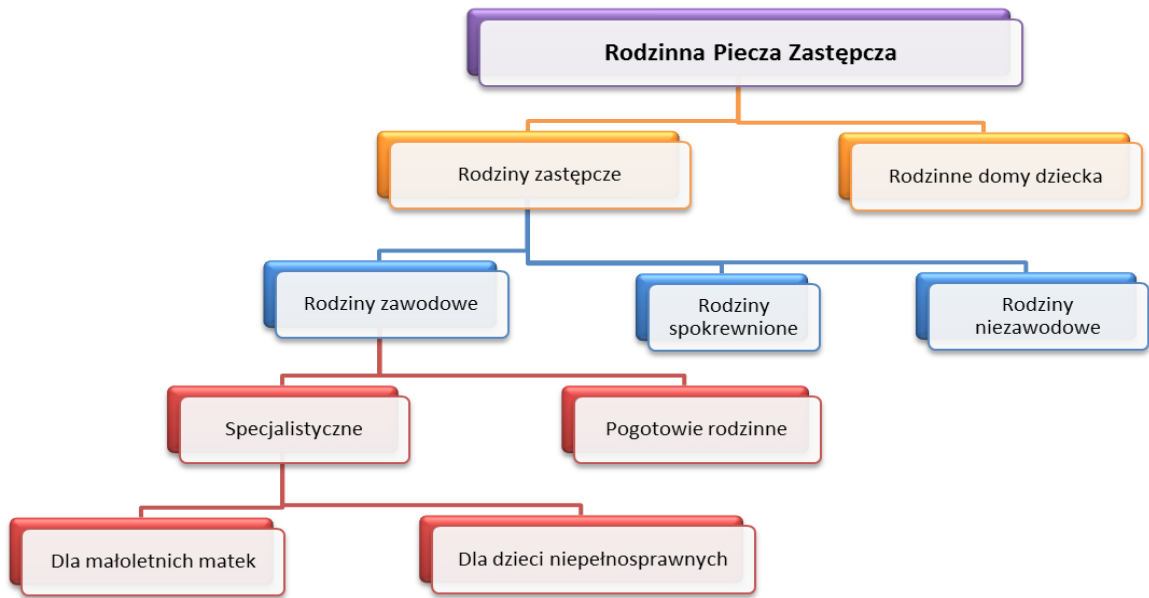 Rodzinna Piecza Zastępcza
Rodziny zastępcze
Rodzinne domy dziecka
Rodziny zawodowe
Rodziny
spokrewnione
Rodziny
niezawodowe
Specjalistyczne
Pogotowie rodzinne
Dla małoletnich matek
Dla dzieci niepełnosprawnych